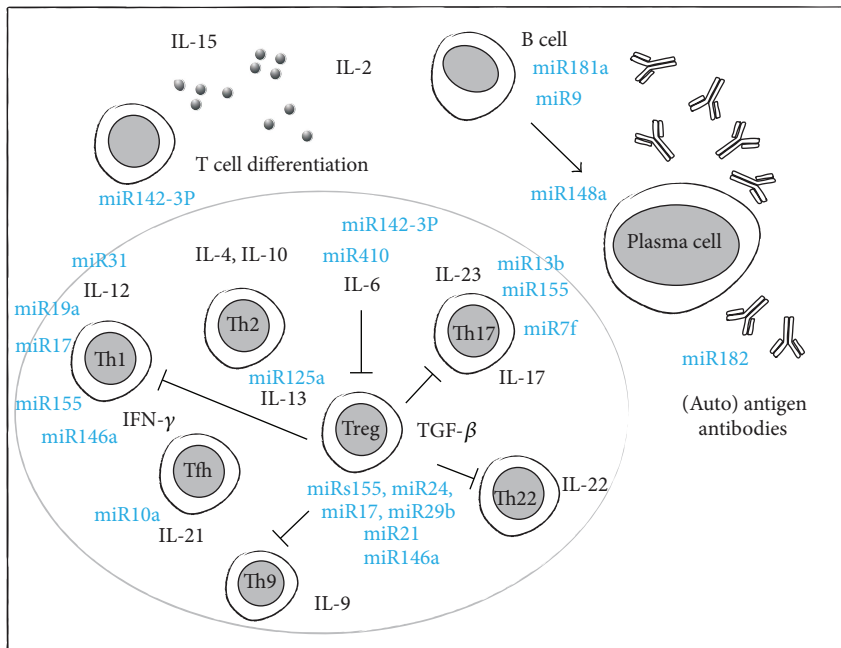 IL-15
IL-2
B cell
miR181a
miR9
T cell differentiation
miR142-3P
miR148a
Plasma cell
miR182
(Auto) antigen
antibodies
miR142-3P
miR410
IL-6
miR31
IL-12
miR19a
miR17
Th1
miR155
miR146a
IFN-γ
IL-4, IL-10
Th2
miR125a
IL-13
IL-23
miR13b
miR155
Th17
miR7f
IL-17
Treg
TGF-β
miRs155, miR24,
miR17, miR29b
miR21
miR146a
Tfh
miR10a
IL-21
Th22
IL-22
Th9
IL-9